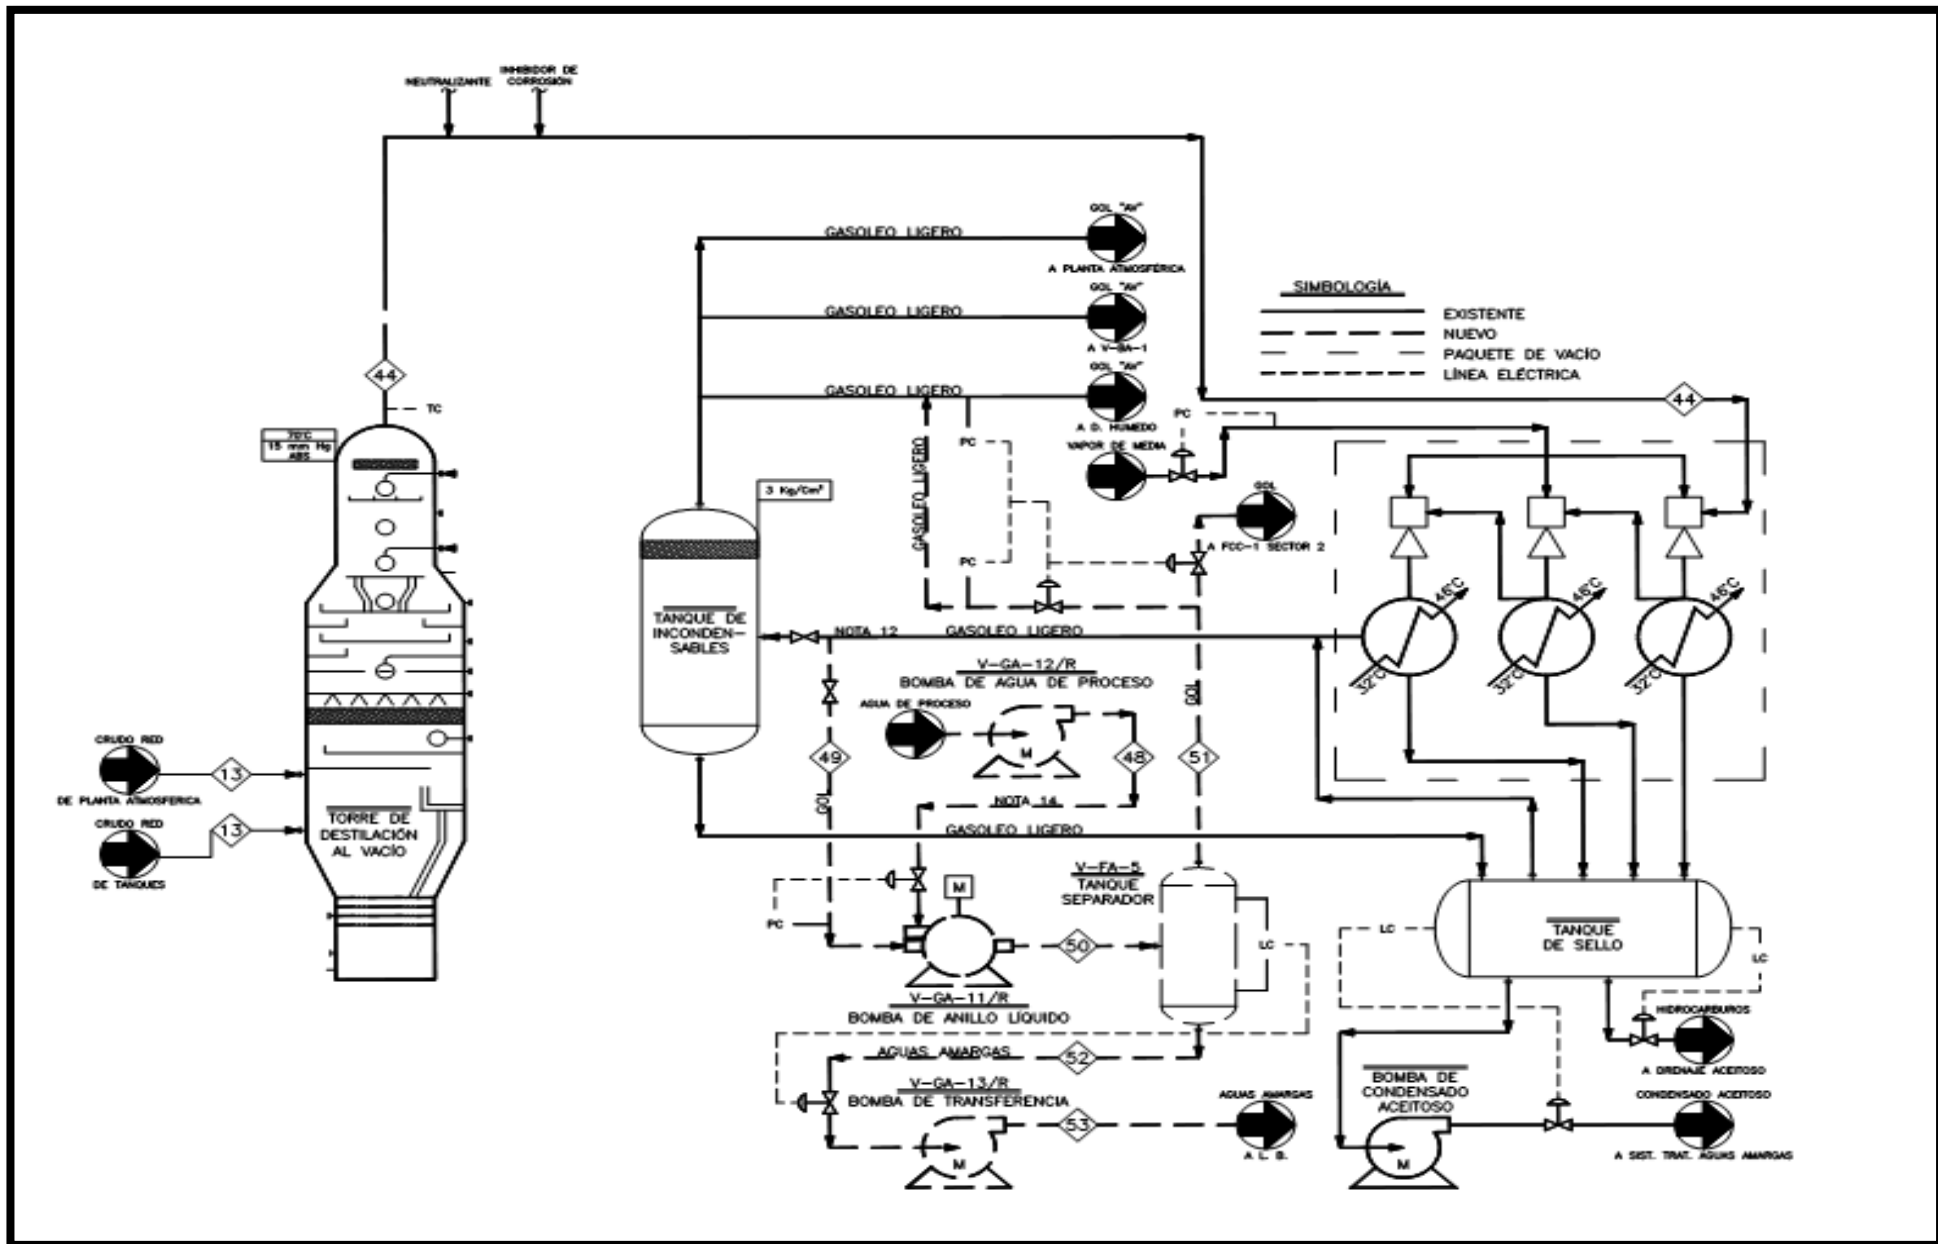 NEUTRALIZANTE
INHIBIDOR DE
CORROSIÓN
GOL "AV"
GASOLEO LIGERO
A PLANTA ATMOSFÉRICA
GOL "AV"
GASOLEO LIGERO
A V-BA-1
GOL "AV"
GASOLEO LIGERO
A D. HUMEDO
SIMBOLOGÍA
EXISTENTE
NUEVO
PAQUETE DE VACÍO
LÍNEA ELÉCTRICA
44
TC
70°C
15 mm Hg
ABS
44
PC
VAPOR DE MEDIA
PC
GASOLEO LIGERO
3 Kg/Cm²
GOL
A FCC-1 SECTOR 2
PC
46°C
46°C
46°C
32°C
32°C
32°C
TANQUE DE
INCONDEN-
SABLES
NOTA 12
GASOLEO LIGERO
V-GA-12/R
BOMBA DE AGUA DE PROCESO
AGUA DE PROCESO
M
GOL
49
48
51
GOL
NOTA 14
GASOLEO LIGERO
CRUDO RED
13
DE PLANTA ATMOSFERICA
CRUDO RED
13
DE TANQUES
TORRE DE
DESTILACIÓN
AL VACÍO
V-FA-5
TANQUE
SEPARADOR
M
PC
50
LC
V-GA-11/R
BOMBA DE ANILLO LÍQUIDO
LC
TANQUE
DE SELLO
LC
HIDROCARBUROS
A DRENAJE ACEITOSO
AGUAS AMARGAS
52
V-GA-13/R
BOMBA DE TRANSFERENCIA
M
53
AGUAS AMARGAS
A L. B.
BOMBA DE
CONDENSADO
ACEITOSO
M
CONDENSADO ACEITOSO
A SIST. TRAT. AGUAS AMARGAS